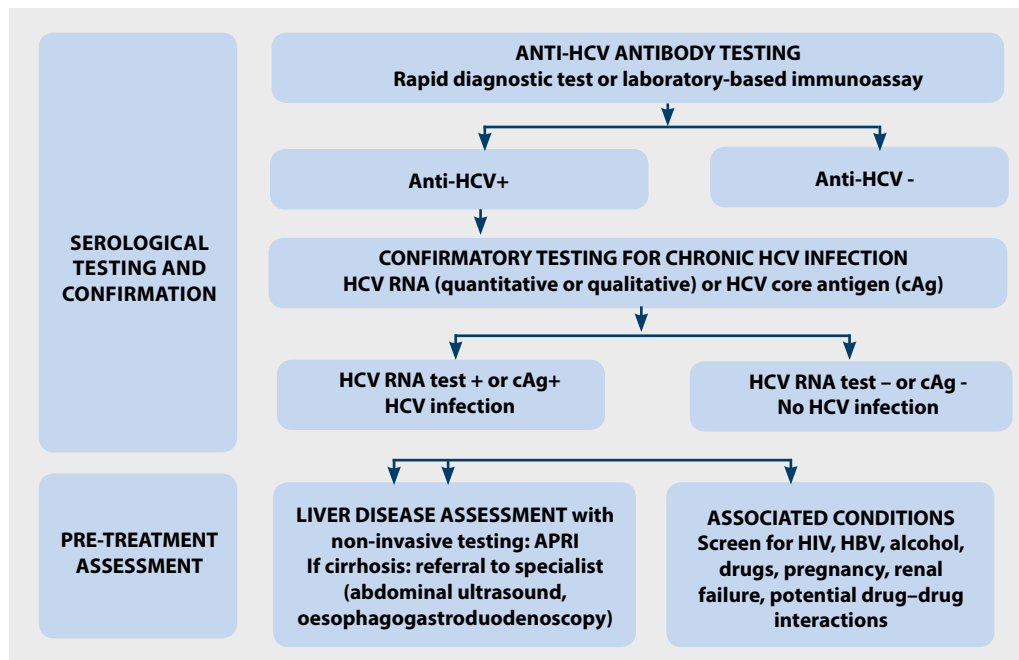 SEROLOGICAL
TESTING AND
CONFIRMATION
ANTI-HCV ANTIBODY TESTING
Rapid diagnostic test or laboratory-based immunoassay
Anti-HCV+
Anti-HCV -
CONFIRMATORY TESTING FOR CHRONIC HCV INFECTION
HCV RNA (quantitative or qualitative) or HCV core antigen (cAg)
HCV RNA test + or cAg+
HCV infection
HCV RNA test – or cAg -
No HCV infection
PRE-TREATMENT
ASSESSMENT
LIVER DISEASE ASSESSMENT with
non-invasive testing: APRI
If cirrhosis: referral to specialist
(abdominal ultrasound,
oesophagogastroduodenoscopy)
ASSOCIATED CONDITIONS
Screen for HIV, HBV, alcohol,
drugs, pregnancy, renal
failure, potential drug–drug
interactions